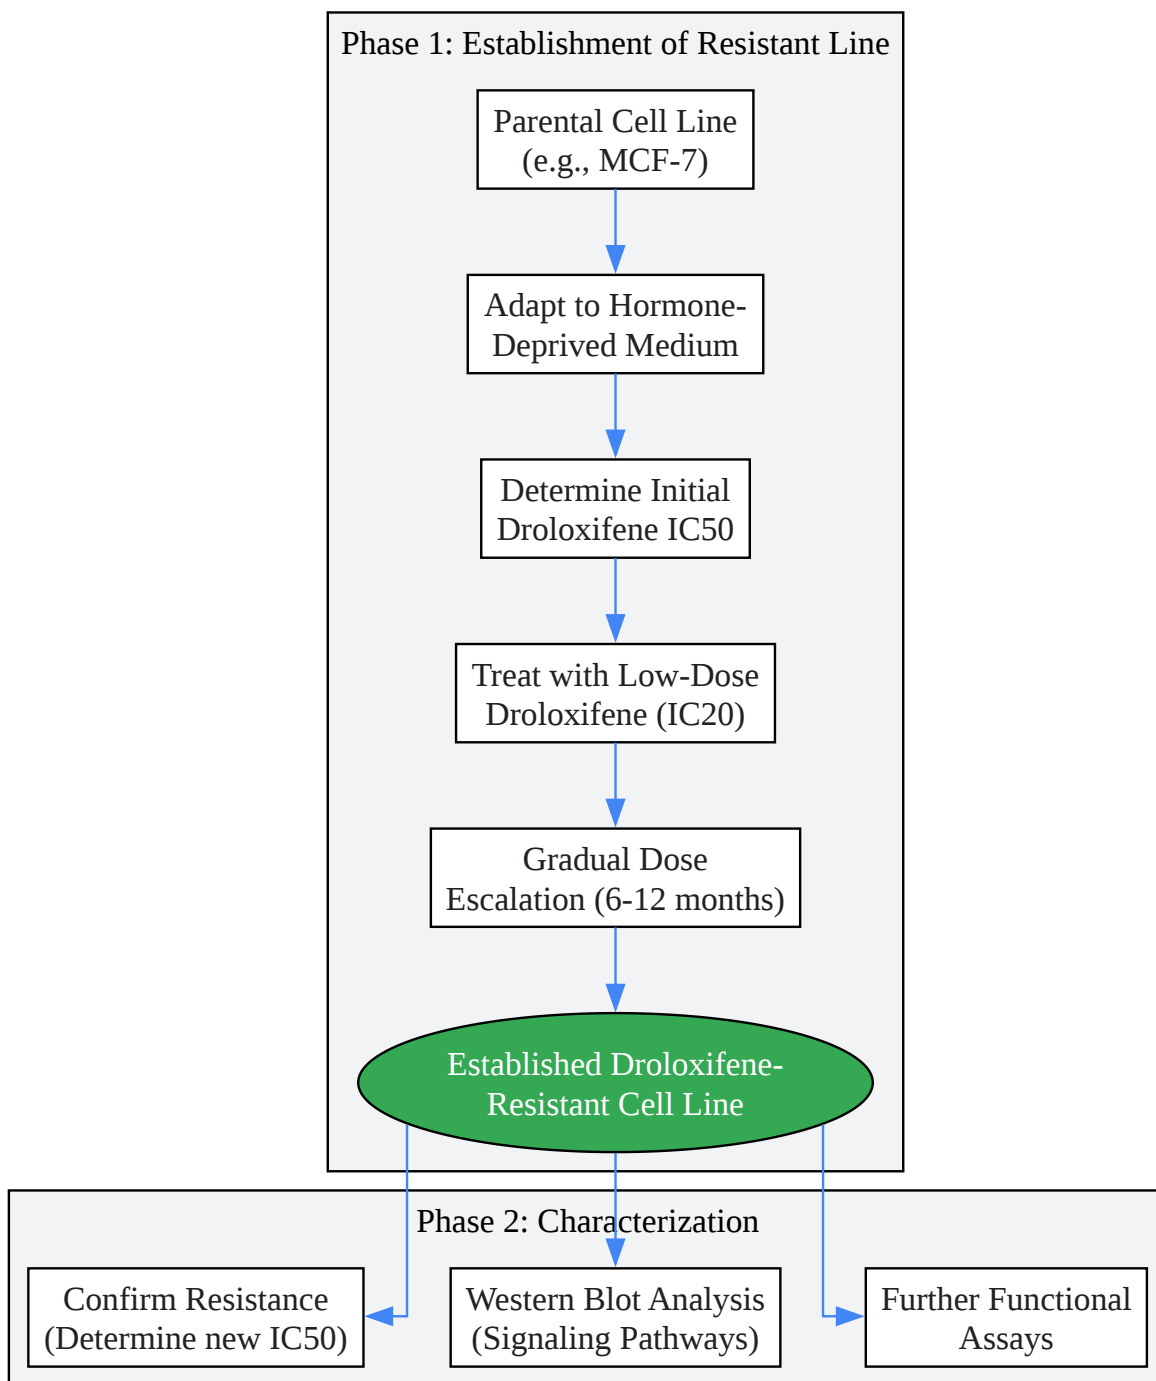 Phase 1: Establishment of Resistant Line
Parental Cell Line
(e.g., MCF-7)
Adapt to Hormone-
Deprived Medium
Determine Initial
Droloxifene IC50
Treat with Low-Dose
Droloxifene (IC20)
Gradual Dose
Escalation (6-12 months)
Established Droloxifene-
Resistant Cell Line
Phase 2: Characterization
Confirm Resistance
(Determine new IC50)
Western Blot Analysis
(Signaling Pathways)
Further Functional
Assays